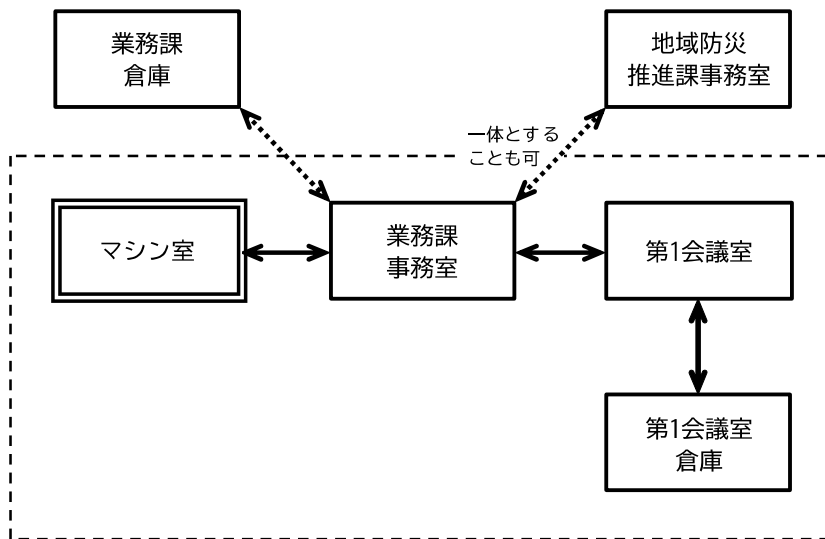 業務課
倉庫
地域防災
推進課事務室
一体とする
ことも可
マシン室
業務課
事務室
第1会議室
第1会議室
倉庫